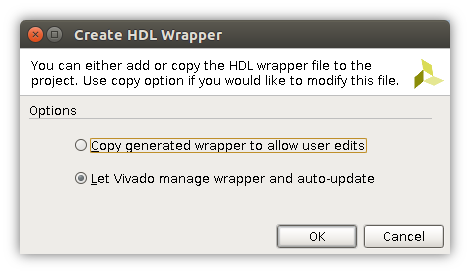 Create HDL Wrapper
You can either add or copy the HDL wrapper file to the
project. Use copy option if you would like to modify this file.
Options
Copy generated wrapper to allow user edits
Let Vivado manage wrapper and auto-update
OK Cancel